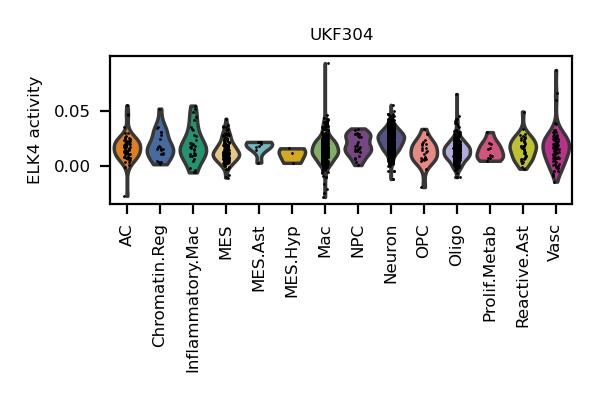 UKF304
ELK4 activity
0.05
0.00
AC
Chromatin.Reg
Inflammatory.Mac
MES
MES.Ast
MES.Hyp
Mac
NPC
Neuron
OPC
Oligo
Prolif.Metab
Reactive.Ast
Vasc